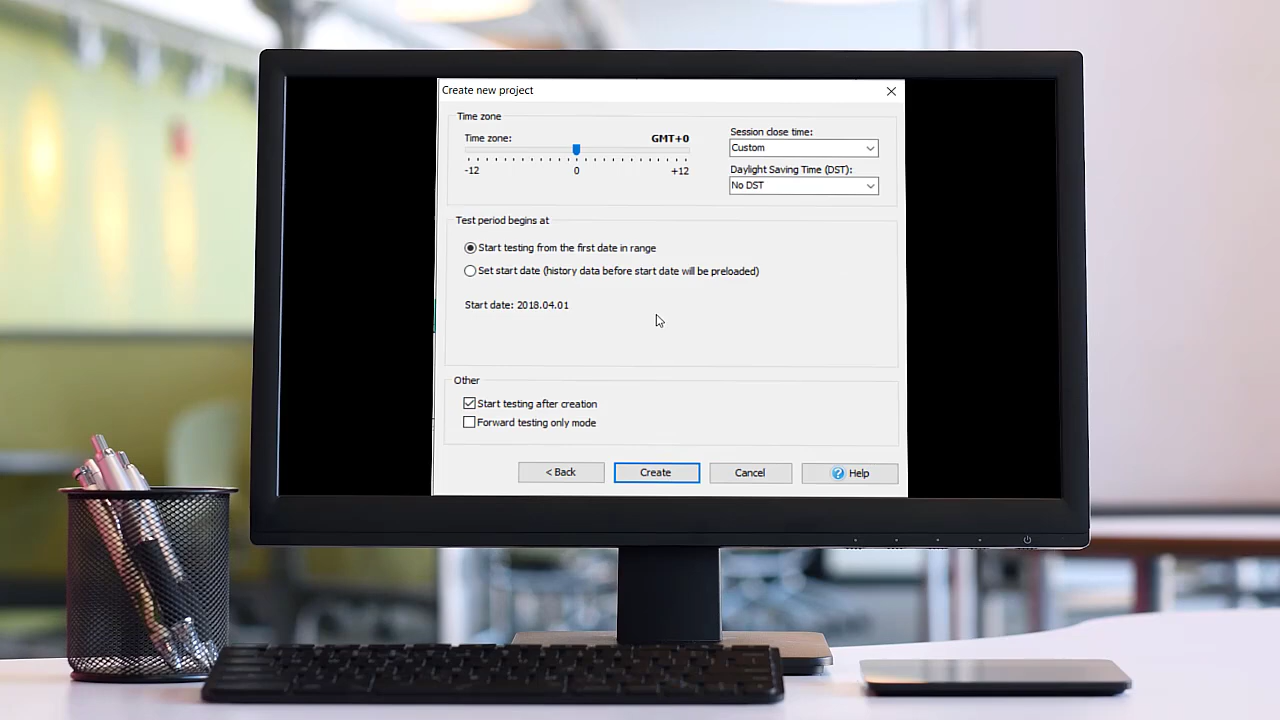 Create new project
Time zone
Time zone: GMT+0
-12 0 +12
Session close time:
Custom
Daylight Saving Time (DST):
No DST
Test period begins at
Start testing from the first date in range
Set start date (history data before start date will be preloaded)
Start date: 2018.04.01
Other
Start testing after creation
Forward testing only mode
< Back Create Cancel Help